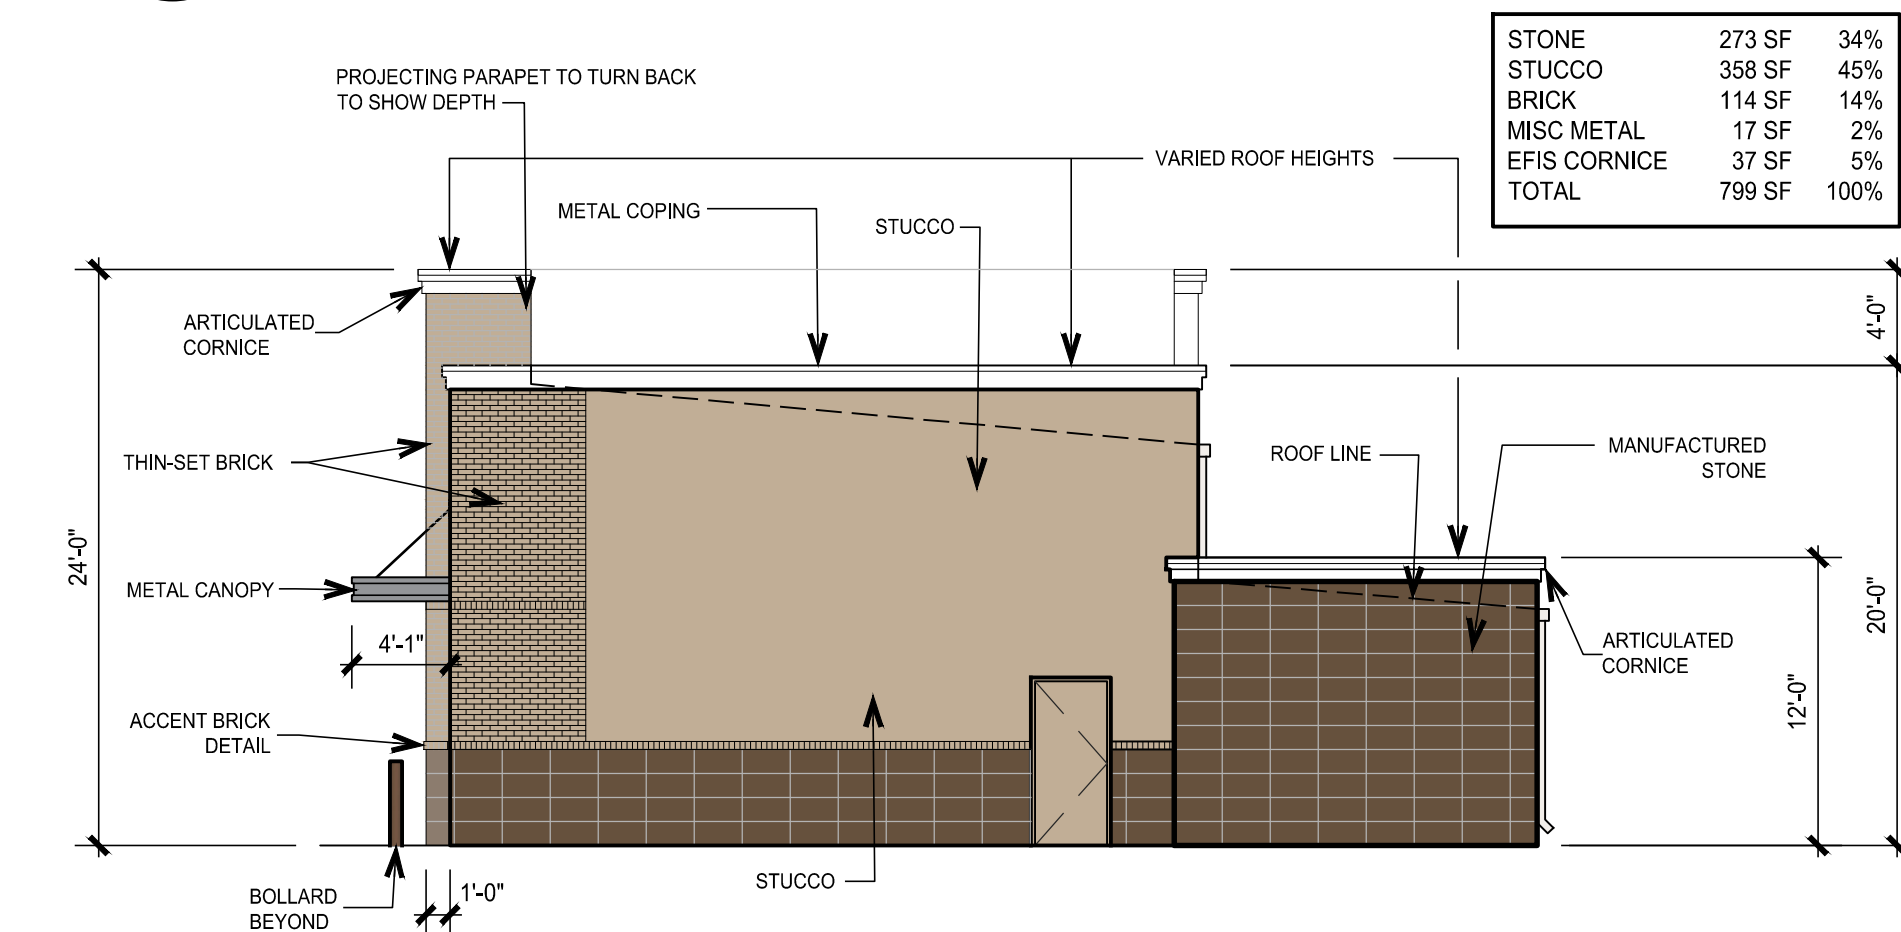 STONE 273 SF 34%
STUCCO 358 SF 45%
BRICK 114 SF 14%
MISC METAL 17 SF 2%
EFIS CORNICE 37 SF 5%
TOTAL 799 SF 100%
PROJECTING PARAPET TO TURN BACK
TO SHOW DEPTH
VARIED ROOF HEIGHTS
METAL COPING
STUCCO
ARTICULATED
CORNICE
4'-0"
THIN-SET BRICK
ROOF LINE
MANUFACTURED
STONE
24'-0"
METAL CANOPY
20'-0"
4'-1"
ARTICULATED
CORNICE
12'-0"
ACCENT BRICK
DETAIL
STUCCO
BOLLARD
BEYOND
1'-0"